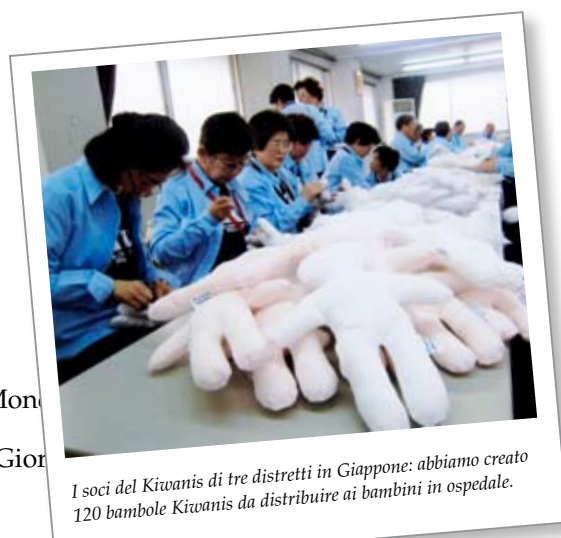 I soci del Kiwanis di tre distretti in Giappone: abbiamo creato
120 bambole Kiwanis da distribuire ai bambini in ospedale.